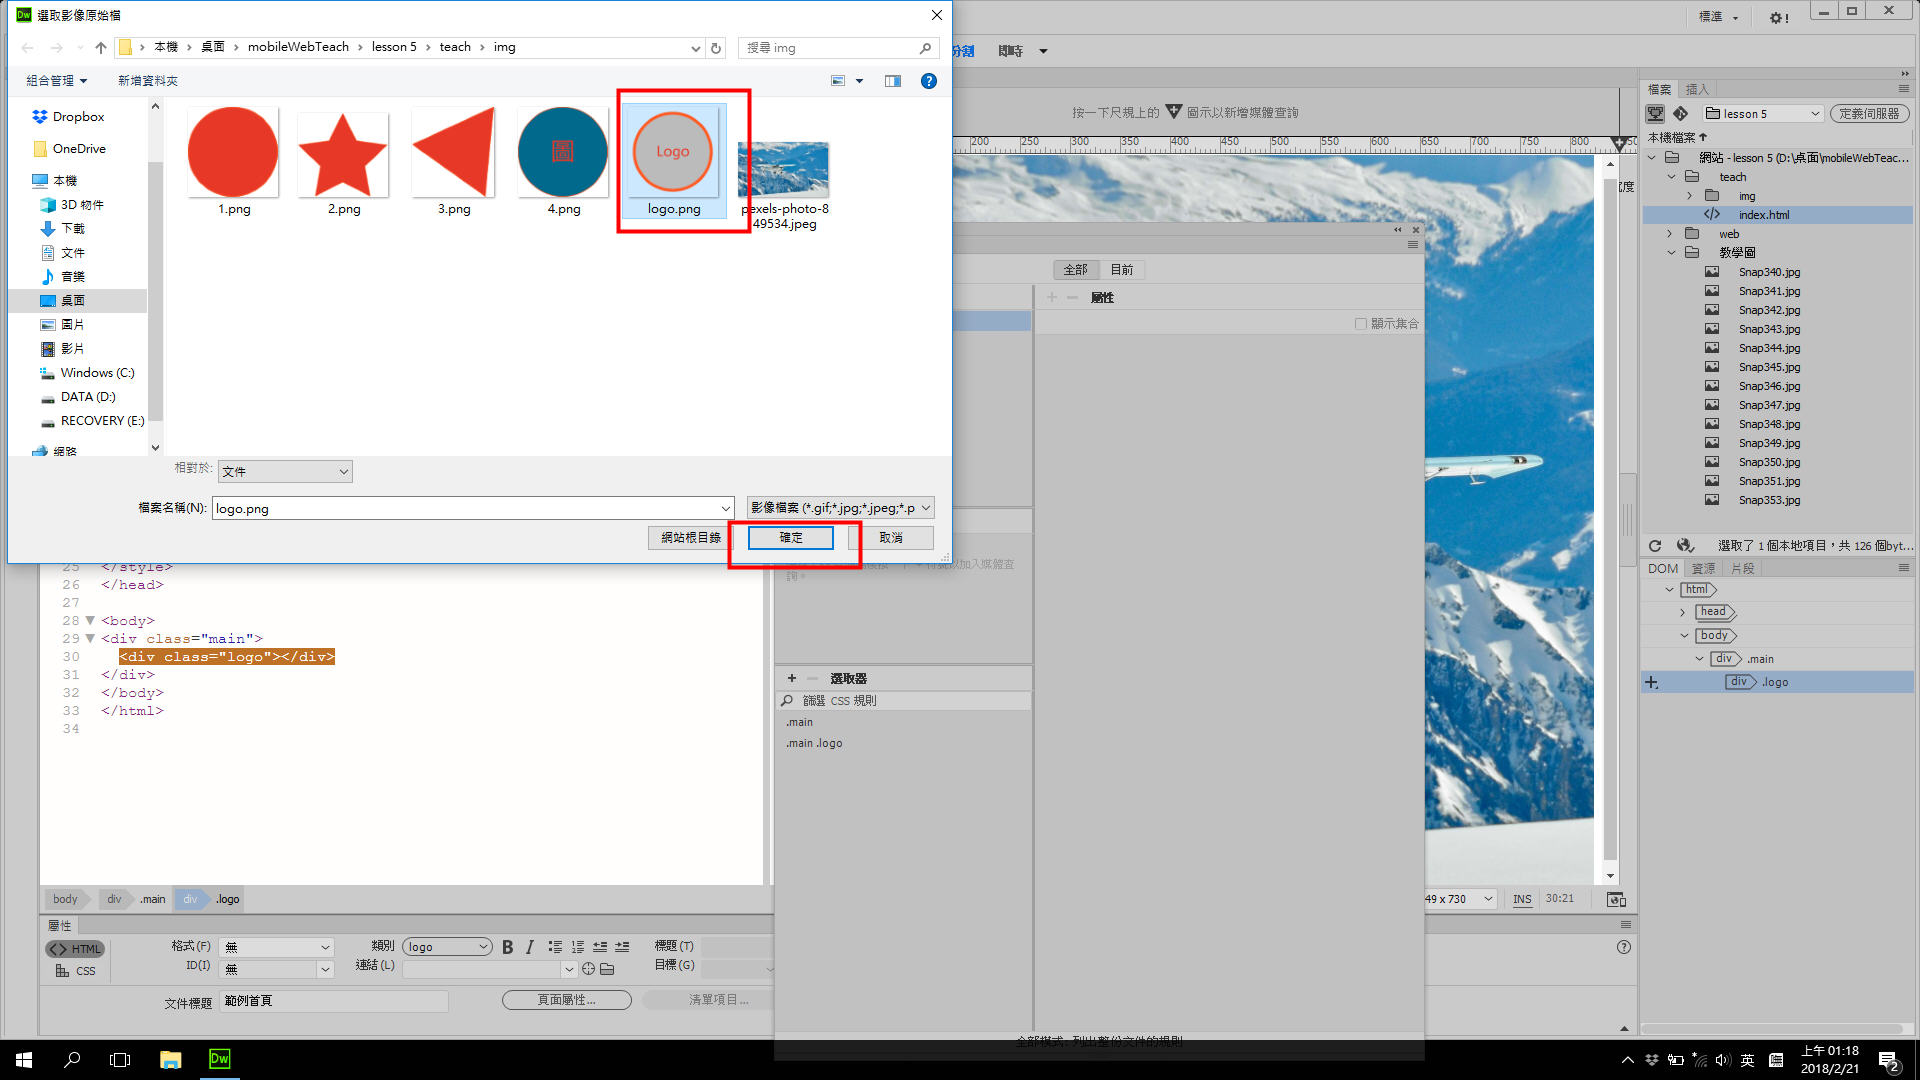 選取影像原始檔
標準
本機 桌面 mobileWebTeach lesson 5 teach img
搜尋 img
分割 即時
組合管理 新增資料夾
檔案 插入
Dropbox
OneDrive
本機
3D 物件
下載
文件
音樂
桌面
圖片
影片
Windows (C:)
DATA (D:)
RECOVERY (E:)
網路
圖
Logo
1.png
2.png
3.png
4.png
logo.png
pexels-photo-8
49534.jpeg
按一下尺規上的 圖示以新增媒體查詢
200 250 300 350 400 450 500 550 600 650 700 750 800
lesson 5 定義伺服器
本機檔案
網站 - lesson 5 (D:\桌面\mobileWebTeac...
teach
img
index.html
web
教學圖
Snap340.jpg
Snap341.jpg
Snap342.jpg
Snap343.jpg
Snap344.jpg
Snap345.jpg
Snap346.jpg
Snap347.jpg
Snap348.jpg
Snap349.jpg
Snap350.jpg
Snap351.jpg
Snap353.jpg
全部 目前
屬性
顯示集合
相對於: 文件
檔案名稱(N): logo.png 影像檔案 (*.gif;*.jpg;*.jpeg;*.p
網站根目錄 確定 取消
選取了 1 個本地項目，共 126 個byt...
DOM 資源 片段
html
head
body
div .main
div .logo
25 </style>
26 </head>
27
28 <body>
29 <div class="main">
30 <div class="logo"></div>
31 </div>
32 </body>
33 </html>
34
選取器
篩選 CSS 規則
.main
.main .logo
body div .main div .logo
49 x 730 INS 30:21
屬性
HTML
CSS
格式(F) 無 類別 logo B I 標題(T)
ID(I) 無 連結(L) 目標(G)
文件標題 範例首頁 頁面屬性... 清單項目...
全部模式: 列出整份文件的規則
Dw
英
上午 01:18
2018/2/21
2